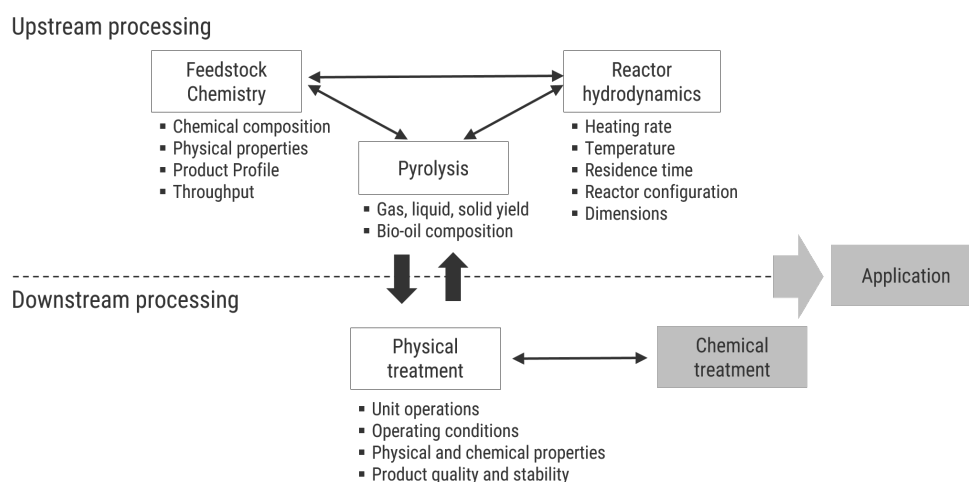 Upstream processing
Feedstock
Chemistry
▪ Chemical composition
▪ Physical properties
▪ Product Profile
▪ Throughput
Reactor
hydrodynamics
▪ Heating rate
▪ Temperature
▪ Residence time
▪ Reactor configuration
▪ Dimensions
Pyrolysis
▪ Gas, liquid, solid yield
▪ Bio-oil composition
Application
Downstream processing
Physical
treatment
▪ Unit operations
▪ Operating conditions
▪ Physical and chemical properties
▪ Product quality and stability
Chemical
treatment